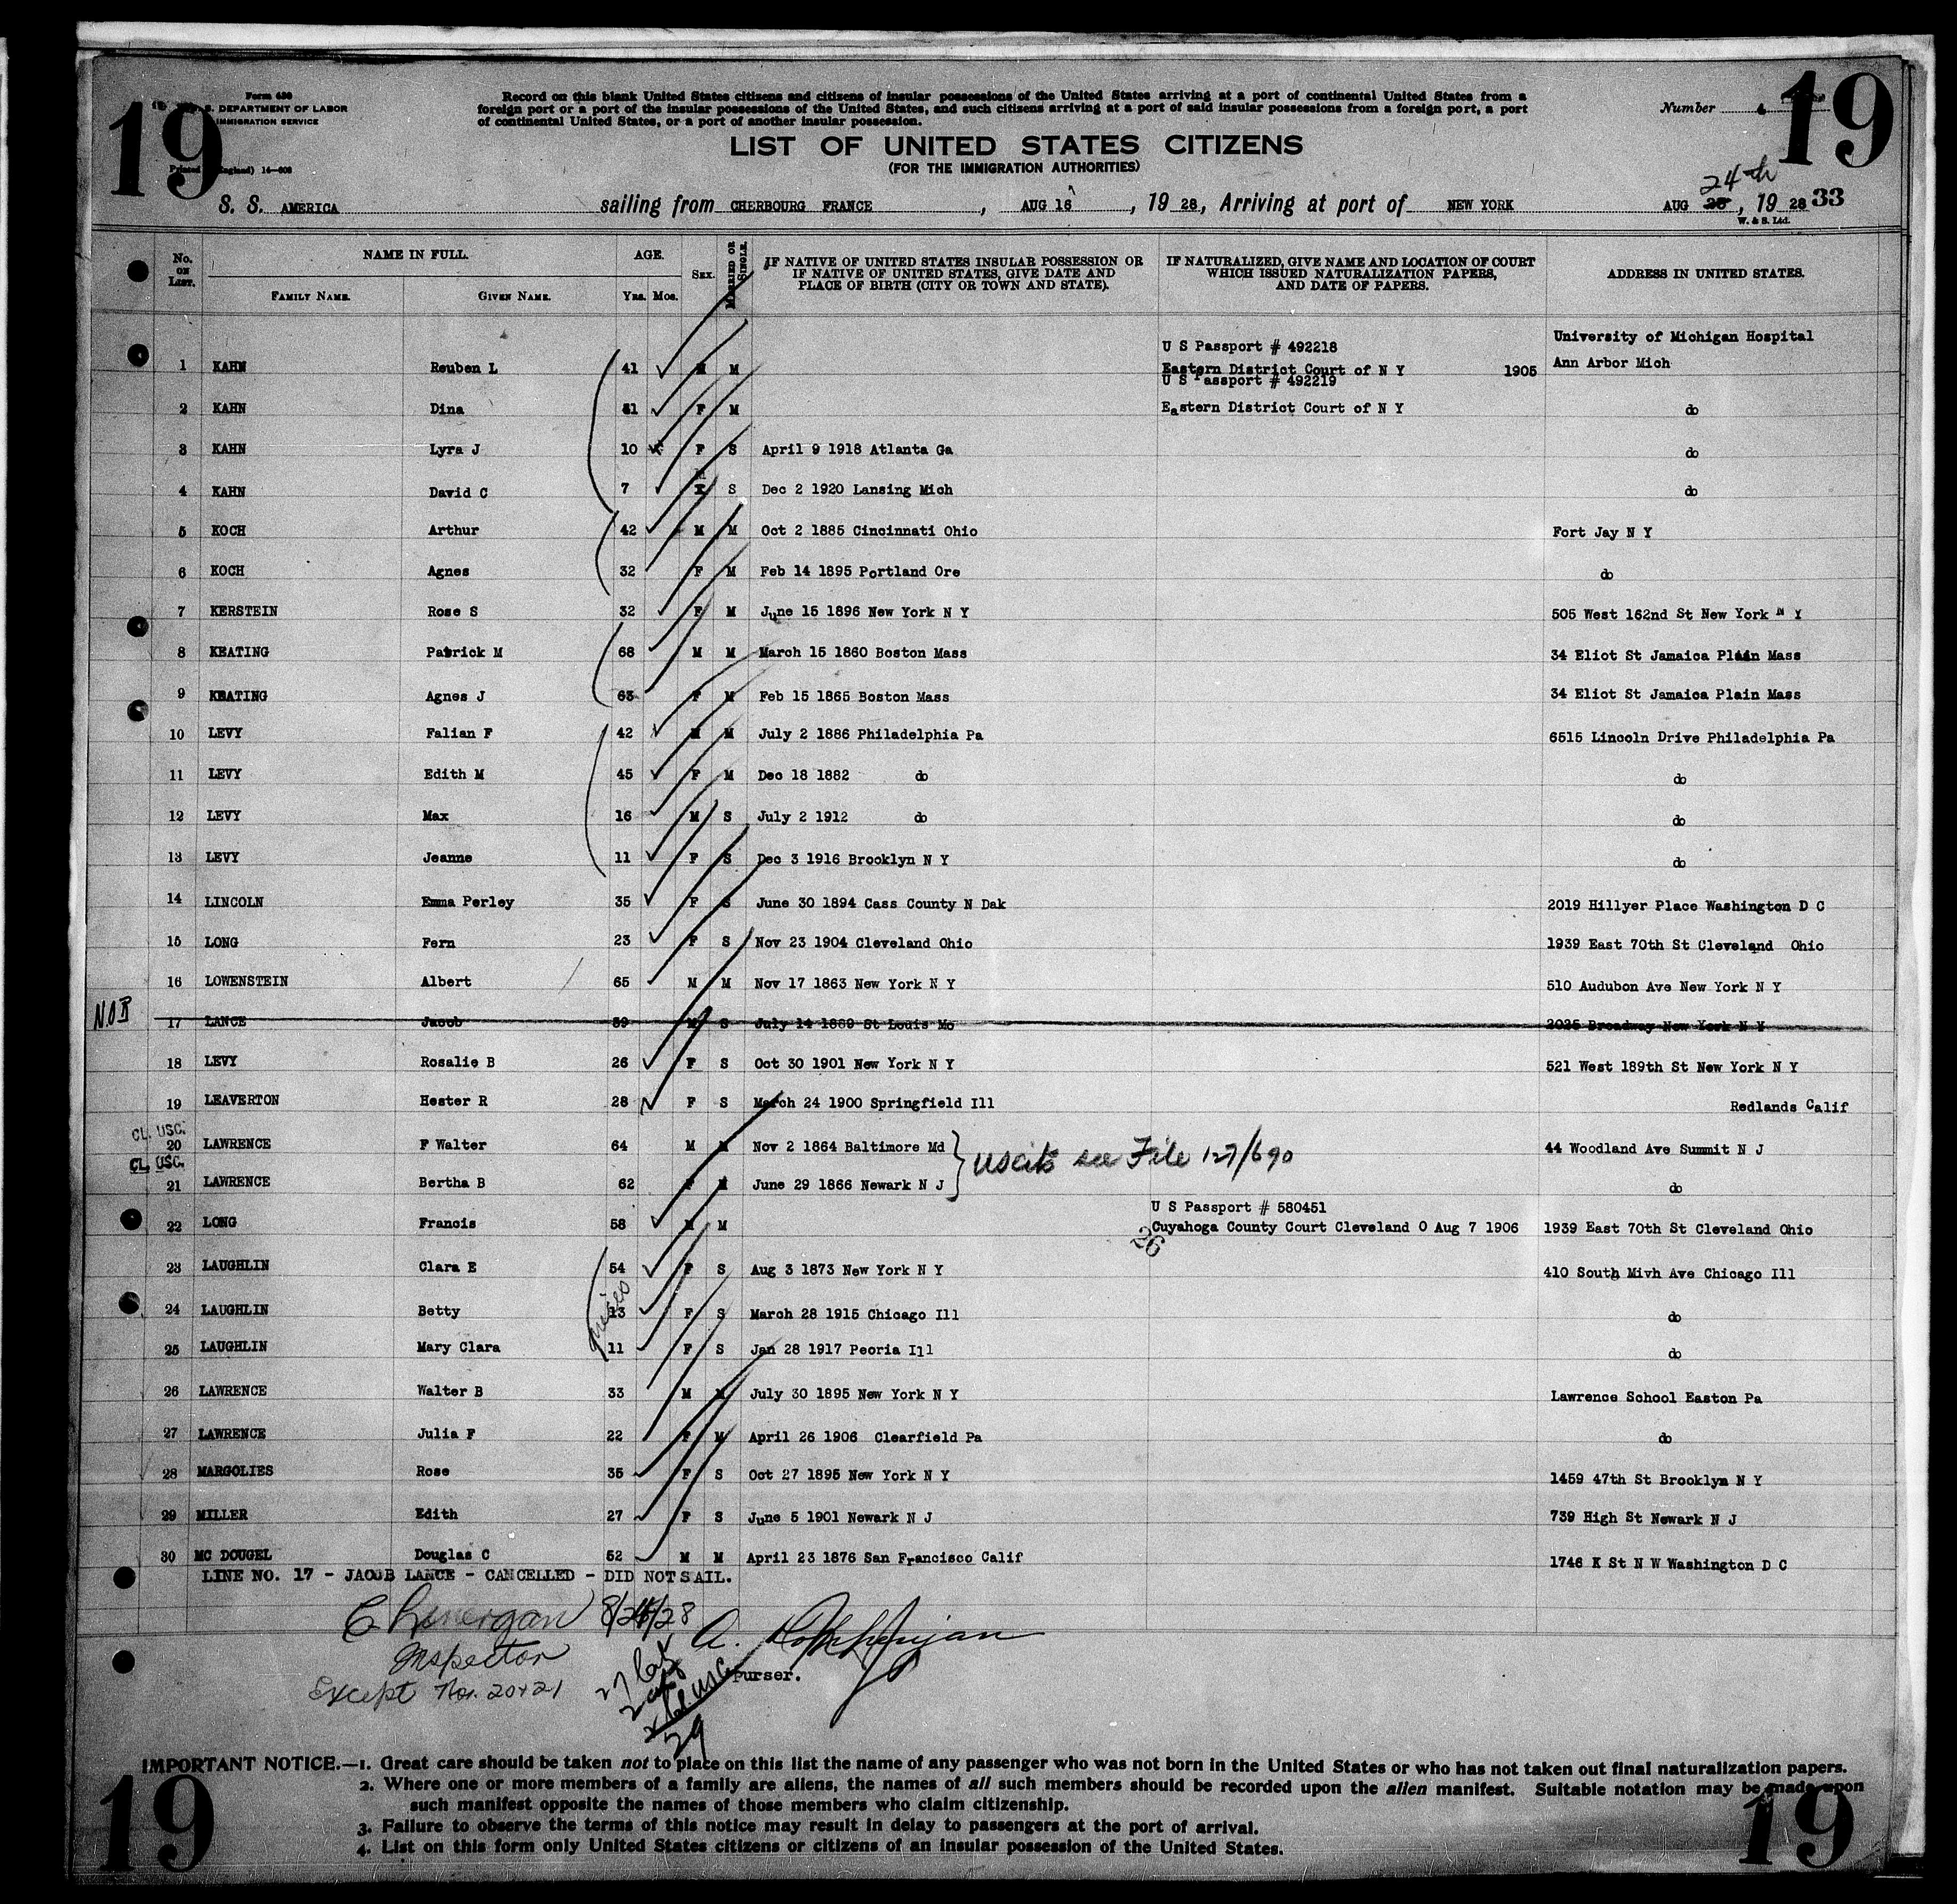 19
Form 630
S. DEPARTMENT OF LABOR
IMMIGRATION SERVICE
Record on this blank United States citizens and citizens of insular possessions of the United States arriving at a port of continental United States from a
foreign port or a port of the insular possessions of the United States, and such citizens arriving at a port of said insular possessions from a foreign port, a port
of continental United States, or a port of another insular possession.
Number 4
19
LIST OF UNITED STATES CITIZENS
(FOR THE IMMIGRATION AUTHORITIES)
24th
S. S. AMERICA sailing from CHERBOURG FRANCE, AUG 16, 19 28, Arriving at port of NEW YORK AUG 25, 19 28 33
W. & S. Ltd.
No. ON LIST. NAME IN FULL. FAMILY NAME. GIVEN NAME. AGE. Yrs. Mos. SEX. MARRIED OR SINGLE. IF NATIVE OF UNITED STATES INSULAR POSSESSION OR IF NATIVE OF UNITED STATES, GIVE DATE AND PLACE OF BIRTH (CITY OR TOWN AND STATE). IF NATURALIZED, GIVE NAME AND LOCATION OF COURT WHICH ISSUED NATURALIZATION PAPERS, AND DATE OF PAPERS. ADDRESS IN UNITED STATES.
U S Passport # 492218 University of Michigan Hospital
1 KAHN Reuben L 41 M M Eastern District Court of N Y 1905 Ann Arbor Mich
U S Passport # 492219
2 KAHN Dina 31 F M Eastern District Court of N Y do
3 KAHN Lyra J 10 F S April 9 1918 Atlanta Ga do
4 KAHN David C 7 M S Dec 2 1920 Lansing Mich do
5 KOCH Arthur 42 M M Oct 2 1885 Cincinnati Ohio Fort Jay N Y
6 KOCH Agnes 32 F M Feb 14 1895 Portland Ore do
7 KERSTEIN Rose S 32 F M June 15 1896 New York N Y 505 West 162nd St New York N Y
8 KEATING Patrick M 68 M M March 15 1860 Boston Mass 34 Eliot St Jamaica Plain Mass
9 KEATING Agnes J 63 F M Feb 15 1865 Boston Mass 34 Eliot St Jamaica Plain Mass
10 LEVY Falian F 42 M M July 2 1886 Philadelphia Pa 6515 Lincoln Drive Philadelphia Pa
11 LEVY Edith M 45 F M Dec 18 1882 do do
12 LEVY Max 16 M S July 2 1912 do do
13 LEVY Jeanne 11 F S Dec 3 1916 Brooklyn N Y do
14 LINCOLN Emma Perley 35 F S June 30 1894 Cass County N Dak 2019 Hillyer Place Washington D C
15 LONG Fern 23 F S Nov 23 1904 Cleveland Ohio 1939 East 70th St Cleveland Ohio
16 LOWENSTEIN Albert 65 M M Nov 17 1863 New York N Y 510 Audubon Ave New York N Y
N.O.B 17 LANCE Jacob 39 M S July 14 1889 St Louis Mo 2025 Broadway New York N Y
18 LEVY Rosalie B 26 F S Oct 30 1901 New York N Y 521 West 189th St New York N Y
19 LEAVERTON Hester R 28 F S March 24 1900 Springfield Ill Redlands Calif
CL. USC.
20 LAWRENCE F Walter 64 M M Nov 2 1864 Baltimore Md 44 Woodland Ave Summit N J
uscits see File 127/690
CL. USC.
21 LAWRENCE Bertha B 62 F M June 29 1866 Newark N J do
U S Passport # 580451
22 LONG Francis 58 M M Cuyahoga County Court Cleveland O Aug 7 1906 1939 East 70th St Cleveland Ohio
26
23 LAUGHLIN Clara E 54 F S Aug 3 1873 New York N Y 410 South Mivh Ave Chicago Ill
24 LAUGHLIN Betty 13 F S March 28 1915 Chicago Ill do
25 LAUGHLIN Mary Clara 11 F S Jan 28 1917 Peoria Ill do
26 LAWRENCE Walter B 33 M M July 30 1895 New York N Y Lawrence School Easton Pa
27 LAWRENCE Julia F 22 F M April 26 1906 Clearfield Pa do
28 MARGOLIES Rose 35 F S Oct 27 1895 New York N Y 1459 47th St Brooklyn N Y
29 MILLER Edith 27 F S June 5 1901 Newark N J 739 High St Newark N J
30 MC DOUGEL Douglas C 52 M M April 23 1876 San Francisco Calif 1746 K St N W Washington D C
LINE NO. 17 - JACOB LANCE - CANCELLED - DID NOT SAIL.
8/24/28
Inspector
Except Nos. 20+21
Purser.
29
IMPORTANT NOTICE.—1. Great care should be taken not to place on this list the name of any passenger who was not born in the United States or who has not taken out final naturalization papers.
2. Where one or more members of a family are aliens, the names of all such members should be recorded upon the alien manifest. Suitable notation may be made upon
such manifest opposite the names of those members who claim citizenship.
3. Failure to observe the terms of this notice may result in delay to passengers at the port of arrival.
4. List on this form only United States citizens or citizens of an insular possession of the United States.
19
19